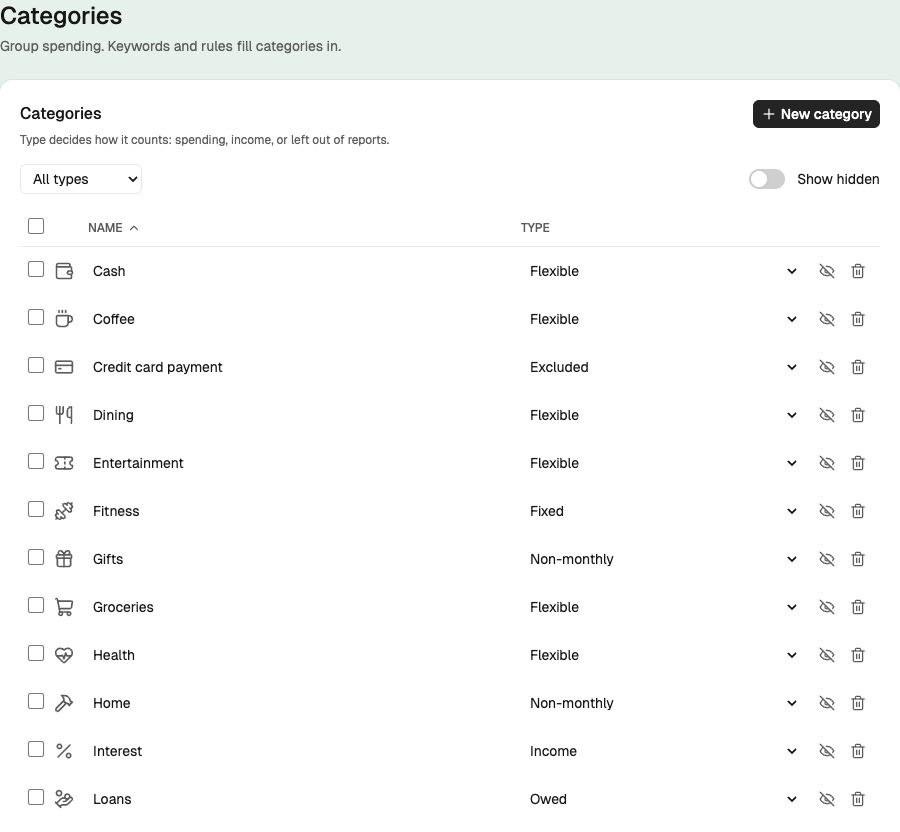 Categories
Group spending. Keywords and rules fill categories in.
Categories
New category
Type decides how it counts: spending, income, or left out of reports.
All types
Show hidden
NAME TYPE
Cash Flexible
Coffee Flexible
Credit card payment Excluded
Dining Flexible
Entertainment Flexible
Fitness Fixed
Gifts Non-monthly
Groceries Flexible
Health Flexible
Home Non-monthly
Interest Income
Loans Owed